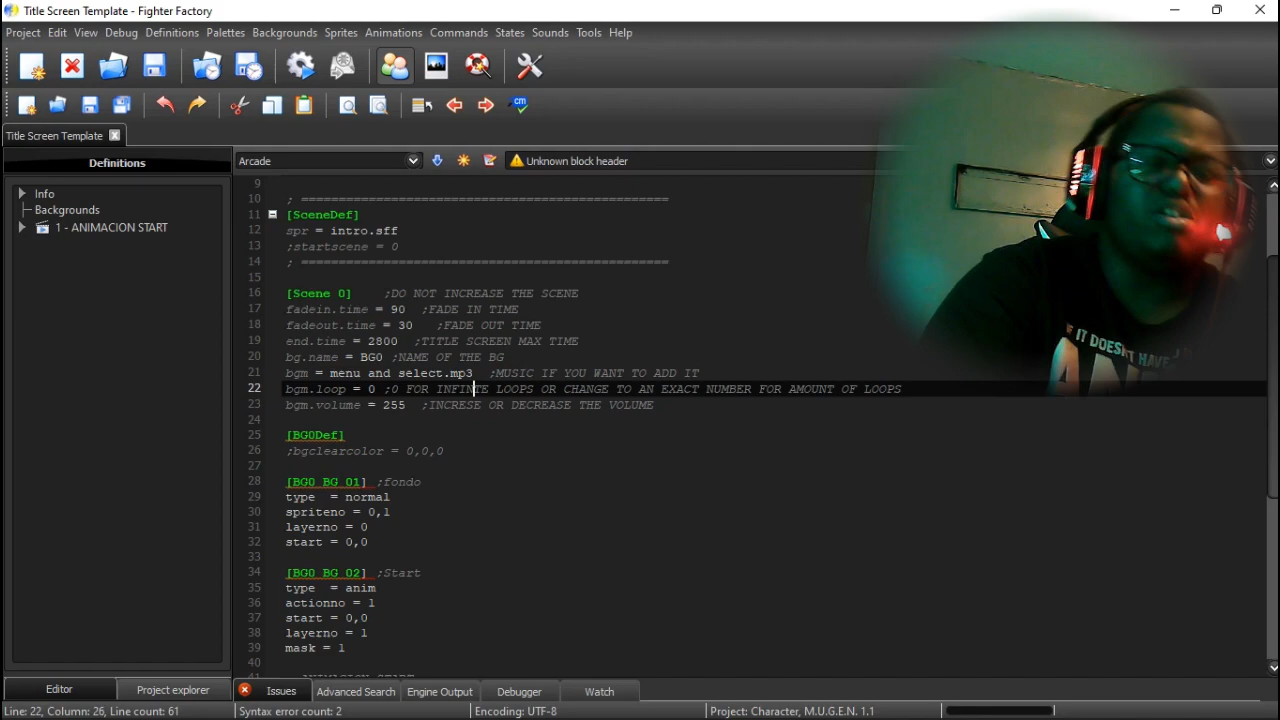 Title Screen Template - Fighter Factory
Project Edit View Debug Definitions Palettes Backgrounds Sprites Animations Commands States Sounds Tools Help
Title Screen Template
Definitions
Arcade
Unknown block header
Info
Backgrounds
1 - ANIMACION START
9
10 ; =================================================
11 [SceneDef]
12 spr = intro.sff
13 ;startscene = 0
14 ; =================================================
15
16 [Scene 0] ;DO NOT INCREASE THE SCENE
17 fadein.time = 90 ;FADE IN TIME
18 fadeout.time = 30 ;FADE OUT TIME
19 end.time = 2800 ;TITLE SCREEN MAX TIME
20 bg.name = BG0 ;NAME OF THE BG
21 bgm = menu and select.mp3 ;MUSIC IF YOU WANT TO ADD IT
22 bgm.loop = 0 ;0 FOR INFINTE LOOPS OR CHANGE TO AN EXACT NUMBER FOR AMOUNT OF LOOPS
23 bgm.volume = 255 ;INCRESE OR DECREASE THE VOLUME
24
25 [BG0Def]
26 ;bgclearcolor = 0,0,0
27
28 [BG0 BG 01] ;fondo
29 type = normal
30 spriteno = 0,1
31 layerno = 0
32 start = 0,0
33
34 [BG0 BG 02] ;Start
35 type = anim
36 actionno = 1
37 start = 0,0
38 layerno = 1
39 mask = 1
40
IF IT DOESN'T HAVE
AN
Editor Project explorer
Issues Advanced Search Engine Output Debugger Watch
Line: 22, Column: 26, Line count: 61 Syntax error count: 2 Encoding: UTF-8 Project: Character, M.U.G.E.N. 1.1